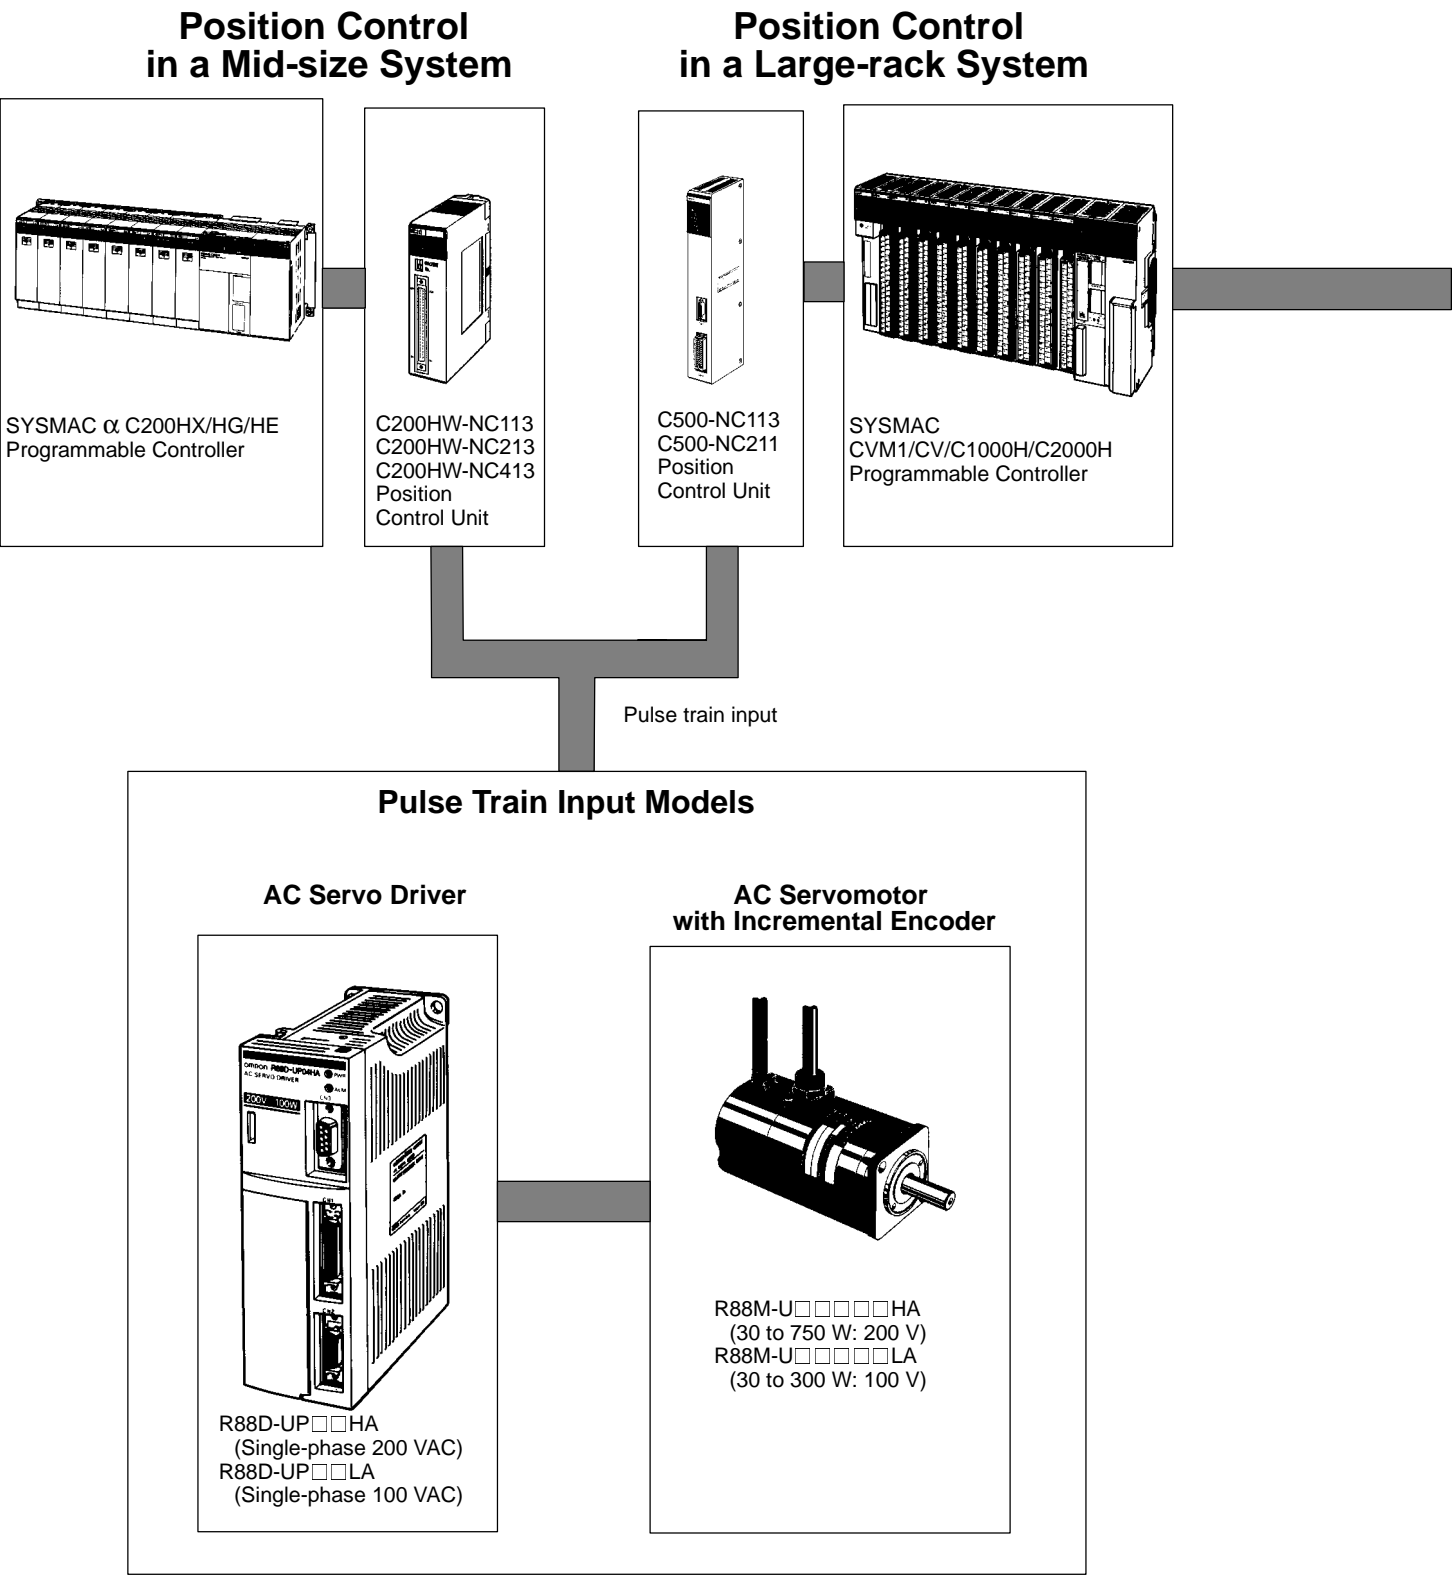 Position Control
in a Mid-size System
Position Control
in a Large-rack System
SYSMAC α C200HX/HG/HE
Programmable Controller
C200HW-NC113
C200HW-NC213
C200HW-NC413
Position
Control Unit
C500-NC113
C500-NC211
Position
Control Unit
SYSMAC
CVM1/CV/C1000H/C2000H
Programmable Controller
Pulse train input
Pulse Train Input Models
AC Servo Driver
AC Servomotor
with Incremental Encoder
OMRON R88D-UP04HA
AC SERVO DRIVER
200V 100W
CN3
CN1
CN2
R88D-UP□□HA
(Single-phase 200 VAC)
R88D-UP□□LA
(Single-phase 100 VAC)
R88M-U□□□□□HA
(30 to 750 W: 200 V)
R88M-U□□□□□LA
(30 to 300 W: 100 V)